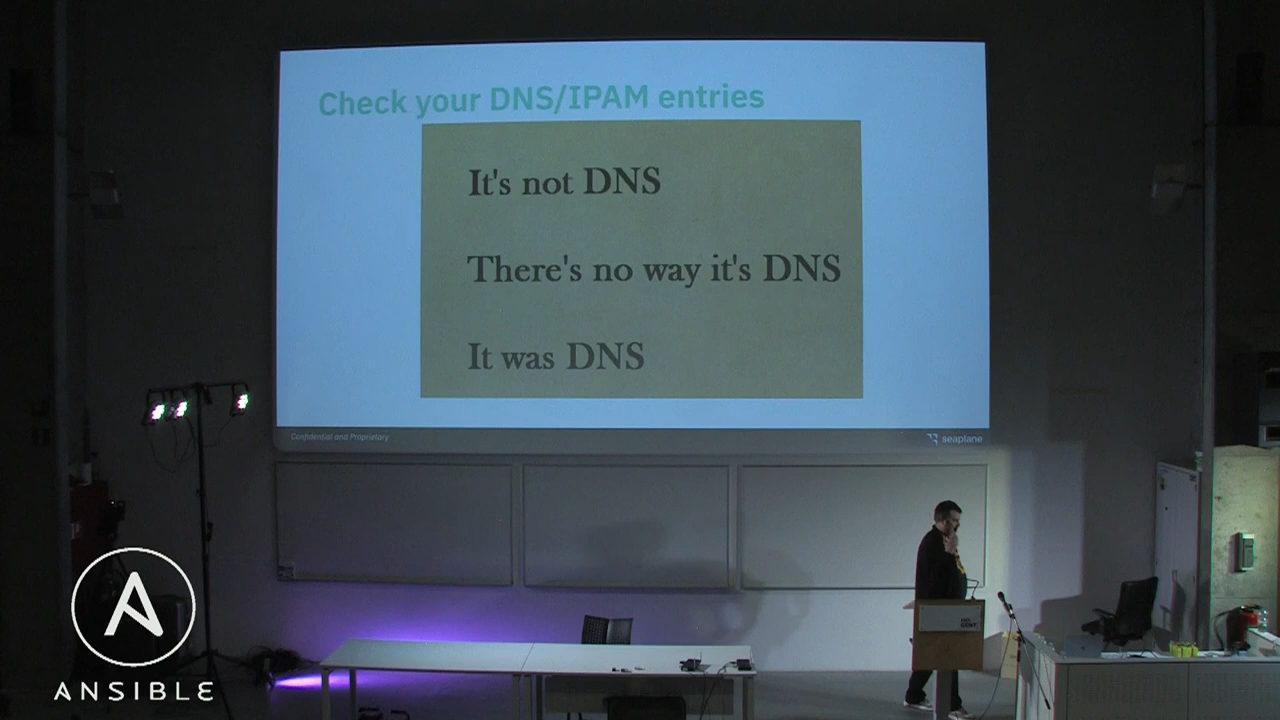 Check your DNS/IPAM entries
It's not DNS
There's no way it's DNS
It was DNS
Confidential and Proprietary
seaplane
ANSIBLE
GENT